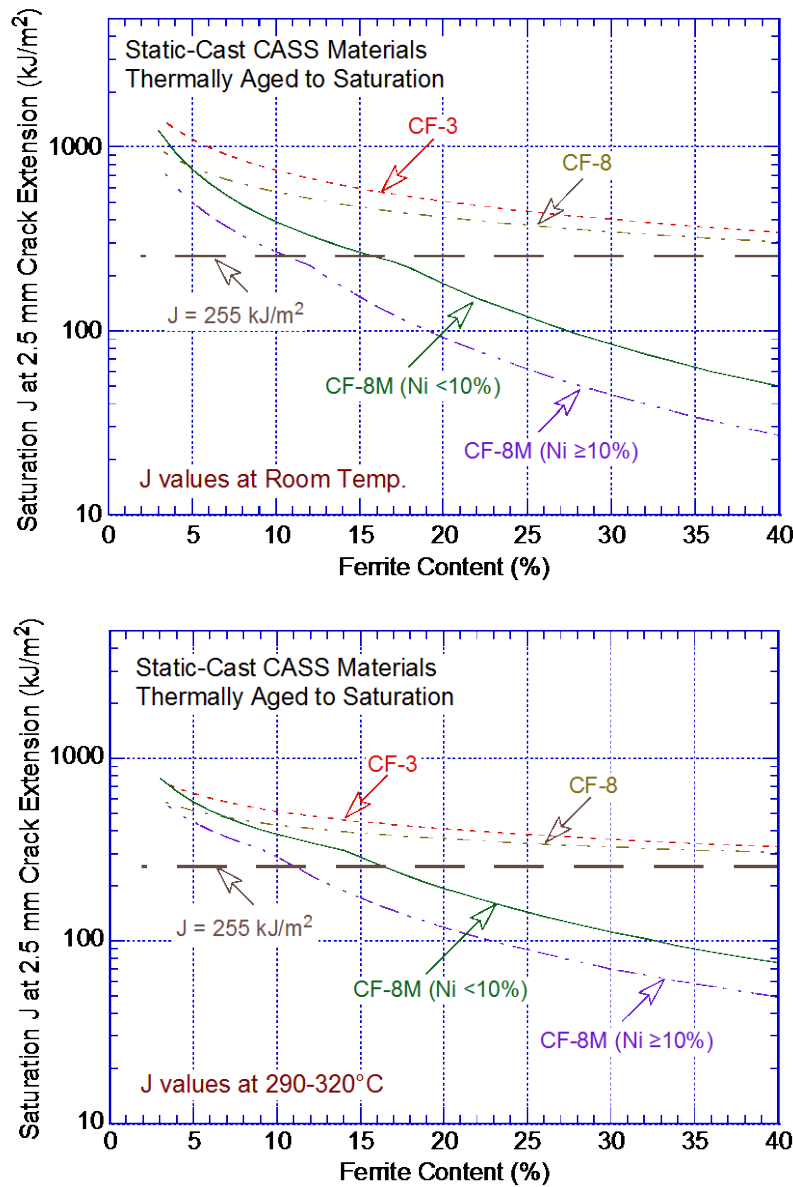 Static-Cast CASS Materials
Thermally Aged to Saturation
CF-3
CF-8
J = 255 kJ/m²
CF-8M (Ni <10%)
CF-8M (Ni ≥10%)
J values at Room Temp.
Saturation J at 2.5 mm Crack Extension (kJ/m²)
1000
100
10
0 5 10 15 20 25 30 35 40
Ferrite Content (%)
Static-Cast CASS Materials
Thermally Aged to Saturation
CF-3
CF-8
J = 255 kJ/m²
CF-8M (Ni <10%)
CF-8M (Ni ≥10%)
J values at 290-320°C
Saturation J at 2.5 mm Crack Extension (kJ/m²)
1000
100
10
0 5 10 15 20 25 30 35 40
Ferrite Content (%)